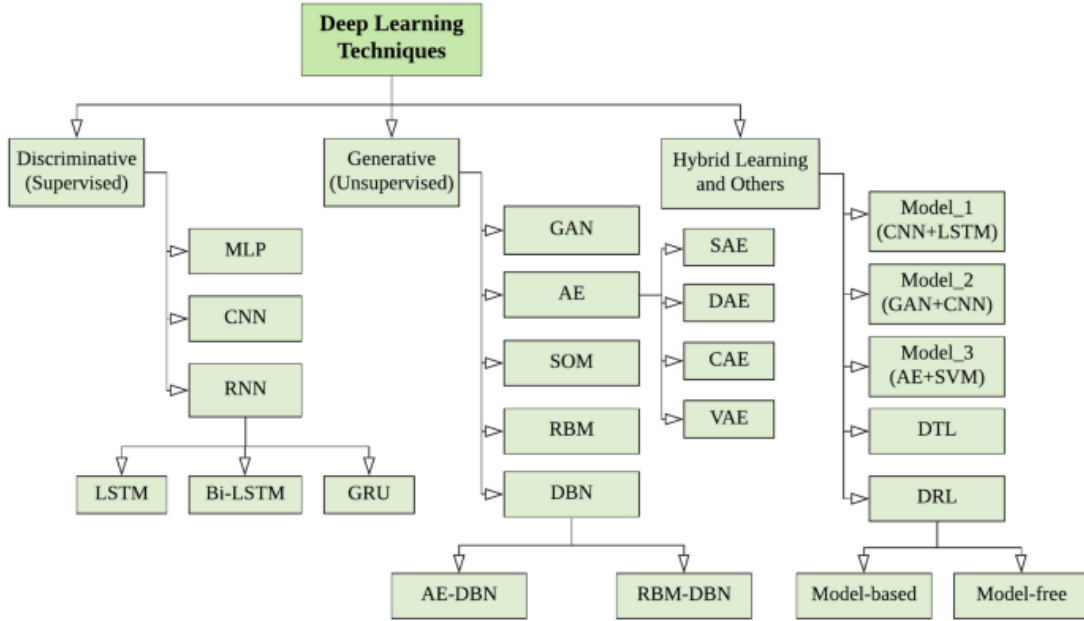 Deep Learning
Techniques
Discriminative
(Supervised)
Generative
(Unsupervised)
Hybrid Learning
and Others
MLP
CNN
RNN
LSTM
Bi-LSTM
GRU
GAN
AE
SOM
RBM
DBN
SAE
DAE
CAE
VAE
AE-DBN
RBM-DBN
Model_1
(CNN+LSTM)
Model_2
(GAN+CNN)
Model_3
(AE+SVM)
DTL
DRL
Model-based
Model-free